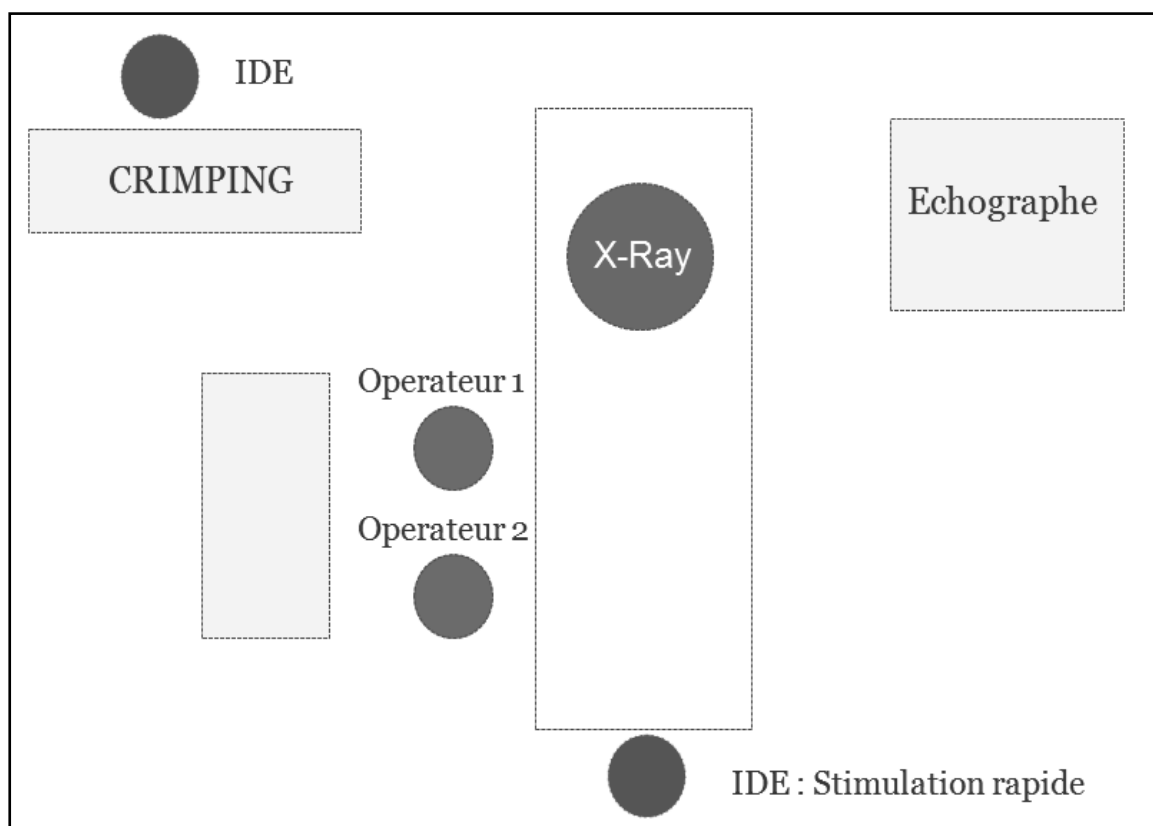 IDE
CRIMPING
X-Ray
Echographe
Operateur 1
Operateur 2
IDE : Stimulation rapide